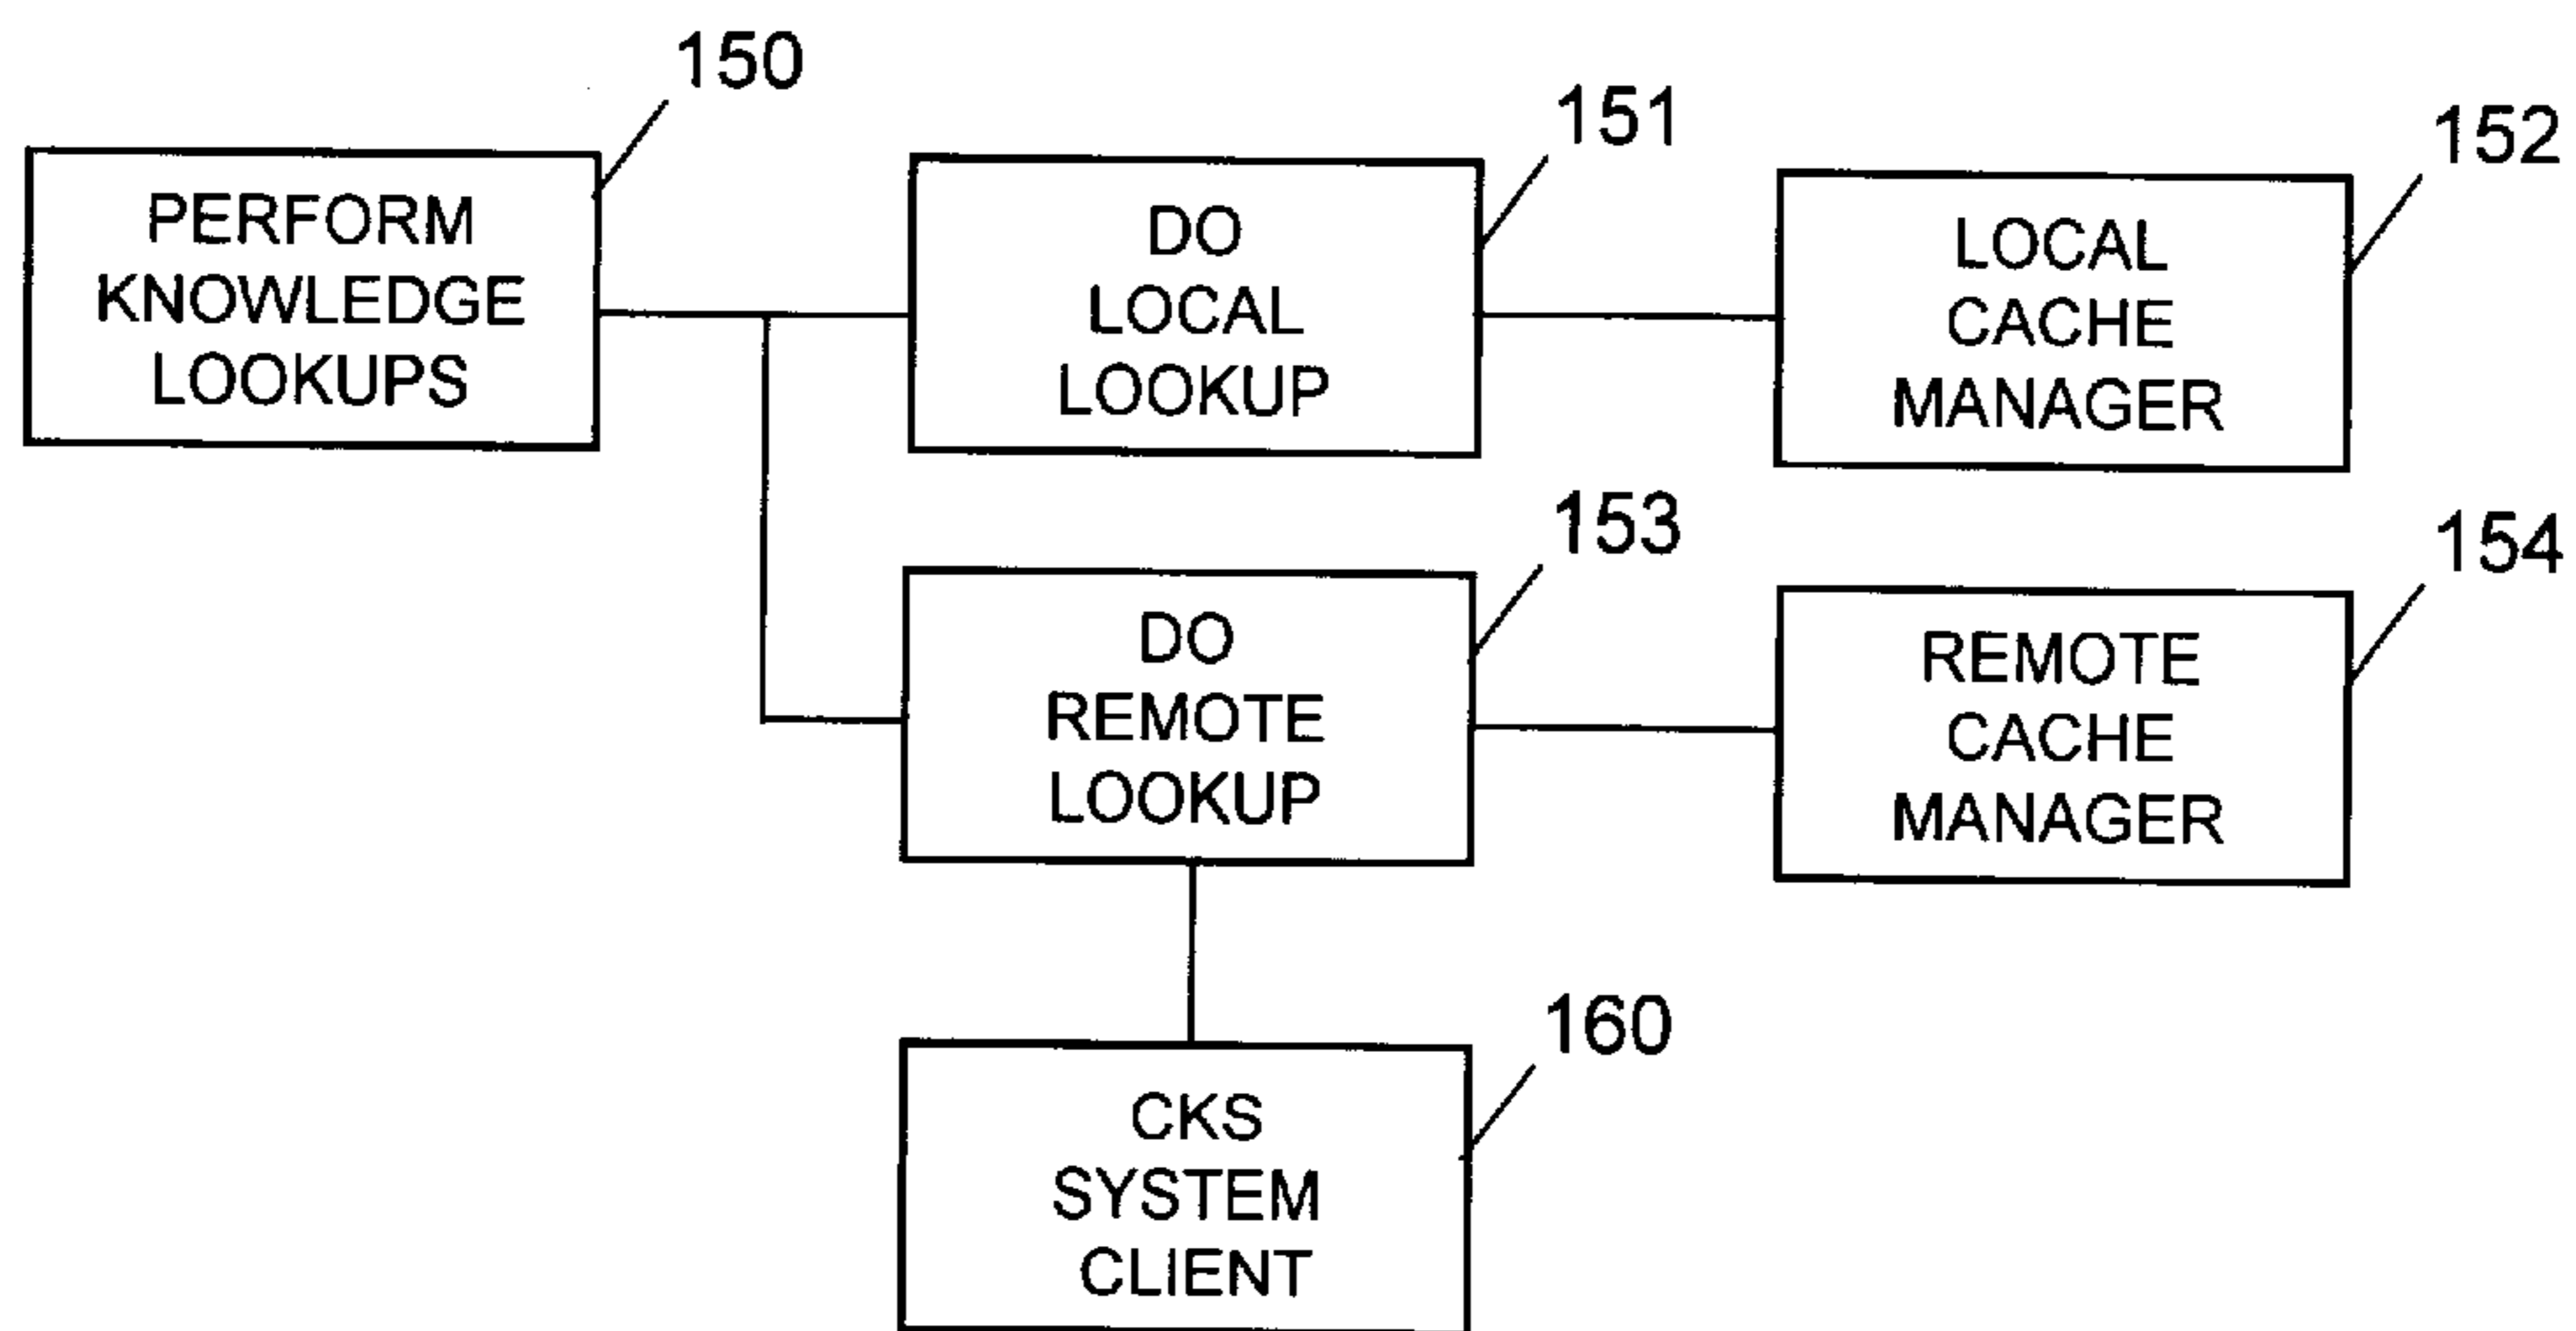 150
PERFORM
KNOWLEDGE
LOOKUPS
151
DO
LOCAL
LOOKUP
152
LOCAL
CACHE
MANAGER
153
DO
REMOTE
LOOKUP
154
REMOTE
CACHE
MANAGER
160
CKS
SYSTEM
CLIENT